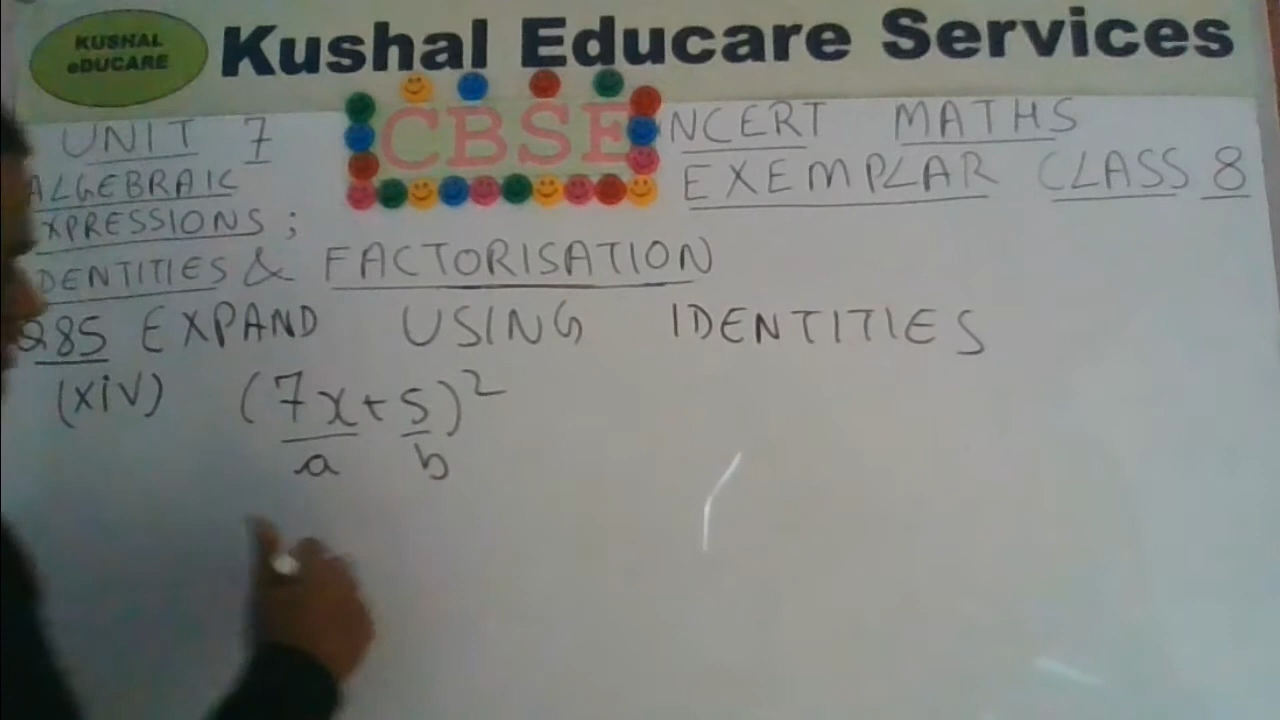 KUSHAL
eDUCARE
Kushal Educare Services
CBSE
UNIT 7
ALGEBRAIC
XPRESSIONS ;
DENTITIES & FACTORISATION
NCERT MATHS
EXEMPLAR CLASS 8
285 EXPAND USING IDENTITIES
(xiv) (7x+5)²
a b